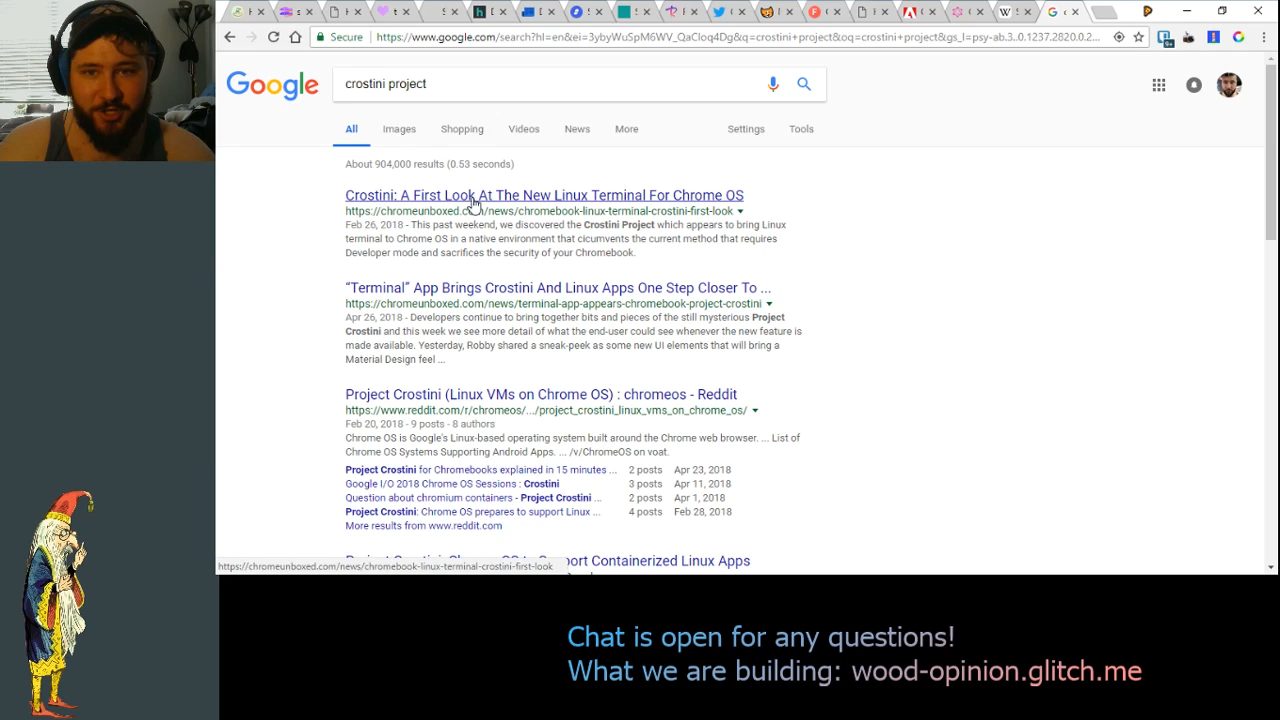 Secure
https://www.google.com/search?hl=en&ei=3ybyWuSpM6WV_QaCloq4Dg&q=crostini+project&oq=crostini+project&gs_l=psy-ab.3..0.1237.2820.0.2...
Google
crostini project
All Images Shopping Videos News More Settings Tools
About 904,000 results (0.53 seconds)
Crostini: A First Look At The New Linux Terminal For Chrome OS
https://chromeunboxed.com/news/chromebook-linux-terminal-crostini-first-look
Feb 26, 2018 - This past weekend, we discovered the Crostini Project which appears to bring Linux
terminal to Chrome OS in a native environment that cicumvents the current method that requires
Developer mode and sacrifices the security of your Chromebook.
“Terminal” App Brings Crostini And Linux Apps One Step Closer To ...
https://chromeunboxed.com/news/terminal-app-appears-chromebook-project-crostini
Apr 26, 2018 - Developers continue to bring together bits and pieces of the still mysterious Project
Crostini and this week we see more detail of what the end-user could see whenever the new feature is
made available. Yesterday, Robby shared a sneak-peek as some new UI elements that will bring a
Material Design feel ...
Project Crostini (Linux VMs on Chrome OS) : chromeos - Reddit
https://www.reddit.com/r/chromeos/.../project_crostini_linux_vms_on_chrome_os/
Feb 20, 2018 - 9 posts - 8 authors
Chrome OS is Google's Linux-based operating system built around the Chrome web browser. ... List of
Chrome OS Systems Supporting Android Apps. ... /v/ChromeOS on voat.
Project Crostini for Chromebooks explained in 15 minutes ... 2 posts Apr 23, 2018
Google I/O 2018 Chrome OS Sessions : Crostini 3 posts Apr 11, 2018
Question about chromium containers - Project Crostini ... 2 posts Apr 1, 2018
Project Crostini: Chrome OS prepares to support Linux ... 4 posts Feb 28, 2018
More results from www.reddit.com
Project Crostini: Chrome OS to Support Containerized Linux Apps
https://chromeunboxed.com/news/chromebook-linux-terminal-crostini-first-look
Chat is open for any questions!
What we are building: wood-opinion.glitch.me